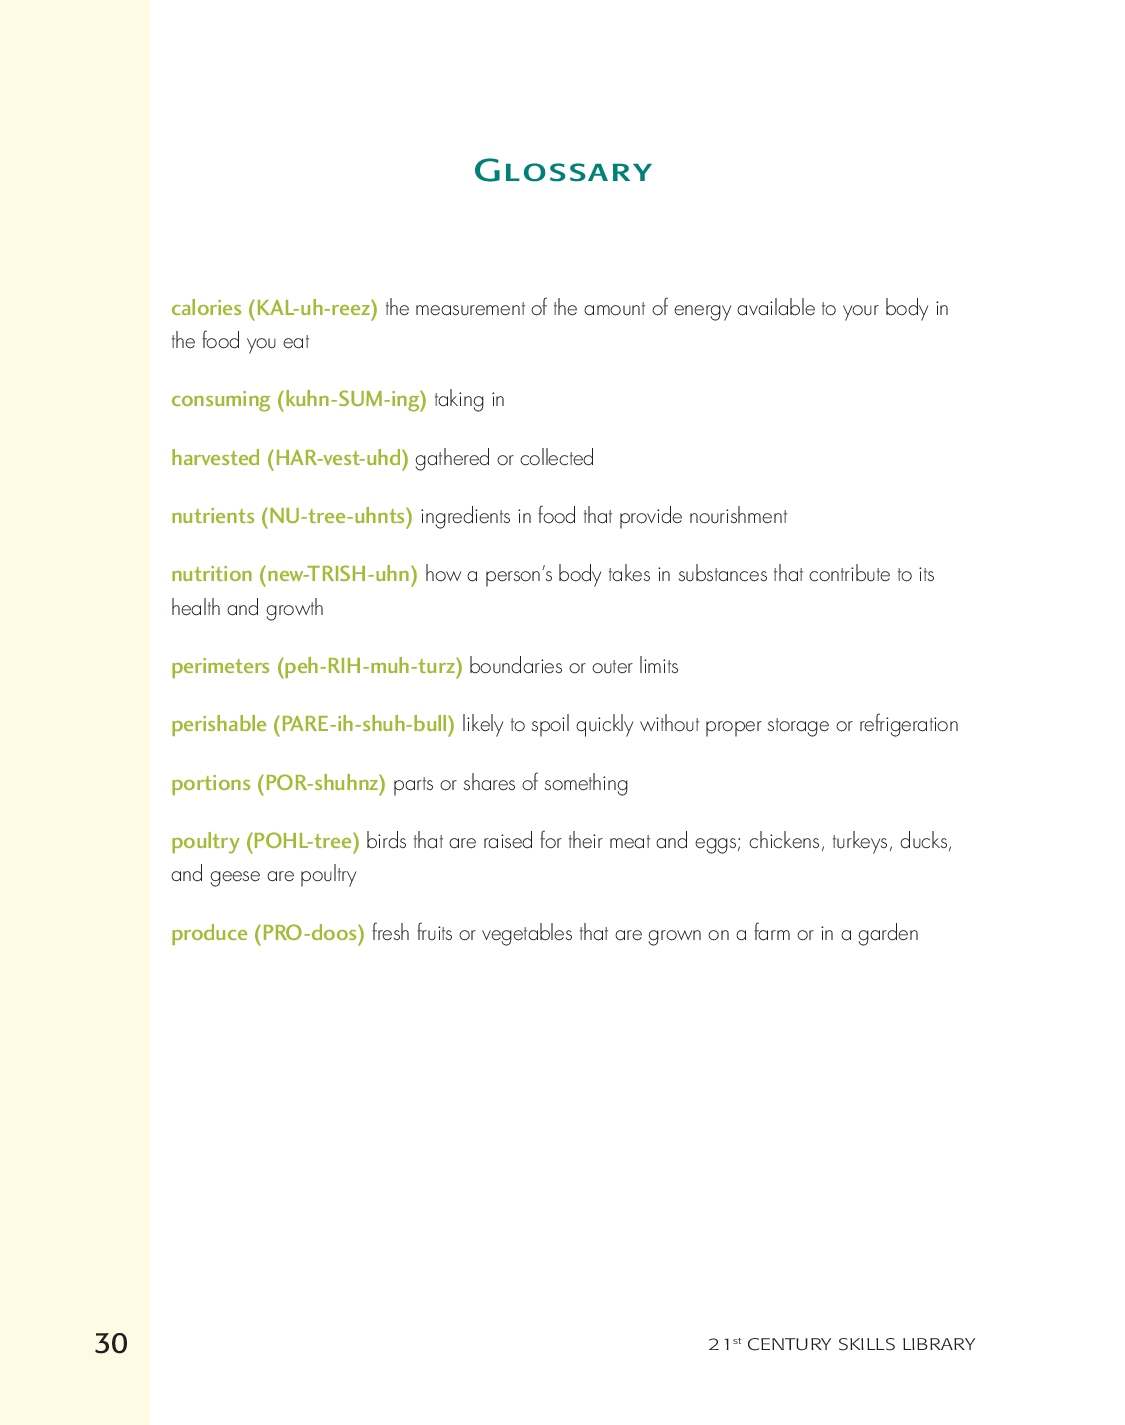 GLOSSARY
calories (KAL-uh-reez) the measurement of the amount of energy available to your body in
the food you eat
consuming (kuhn-SUM-ing) taking in
harvested (HAR-vest-uhd) gathered or collected
nutrients (NU-tree-uhnts) ingredients in food that provide nourishment
nutrition (new-TRISH-uhn) how a person’s body takes in substances that contribute to its
health and growth
perimeters (peh-RIH-muh-turz) boundaries or outer limits
perishable (PARE-ih-shuh-bull) likely to spoil quickly without proper storage or refrigeration
portions (POR-shuhnz) parts or shares of something
poultry (POHL-tree) birds that are raised for their meat and eggs; chickens, turkeys, ducks,
and geese are poultry
produce (PRO-doos) fresh fruits or vegetables that are grown on a farm or in a garden
30 21st CENTURY SKILLS LIBRARY